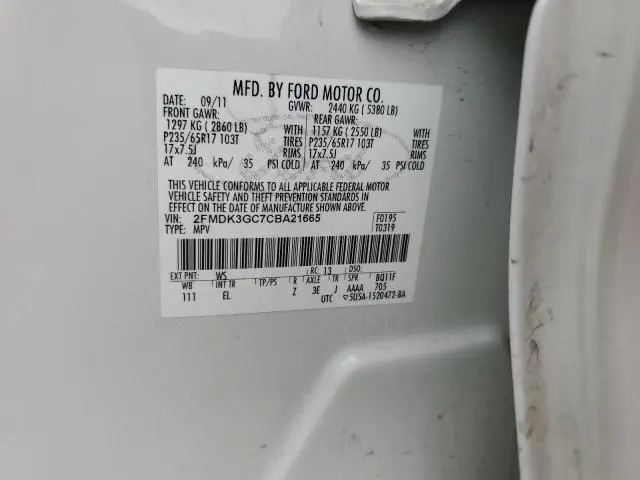 MFD. BY FORD MOTOR CO.
DATE: 09/11 GVWR: 2440 KG ( 5380 LB)
FRONT GAWR: REAR GAWR:
1297 KG ( 2860 LB) WITH 1157 KG ( 2550 LB) WITH
P235/65R17 103T TIRES P235/65R17 103T TIRES
17x7.5J RIMS 17x7.5J RIMS
AT 240 kPa/ 35 PSI COLD AT 240 kPa/ 35 PSI COLD
THIS VEHICLE CONFORMS TO ALL APPLICABLE FEDERAL MOTOR
VEHICLE SAFETY AND THEFT PREVENTION STANDARDS IN
EFFECT ON THE DATE OF MANUFACTURE SHOWN ABOVE.
VIN: 2FMDK3GC7CBA21665 F0195
TYPE: MPV T0319
EXT PNT: WS RC: 13 DSO:
WB INT TR TP/PS R AXLE TR SPR BQ11F
111 EL Z 3E J AAAA 705
UTC ▽5U5A-1520472-BA